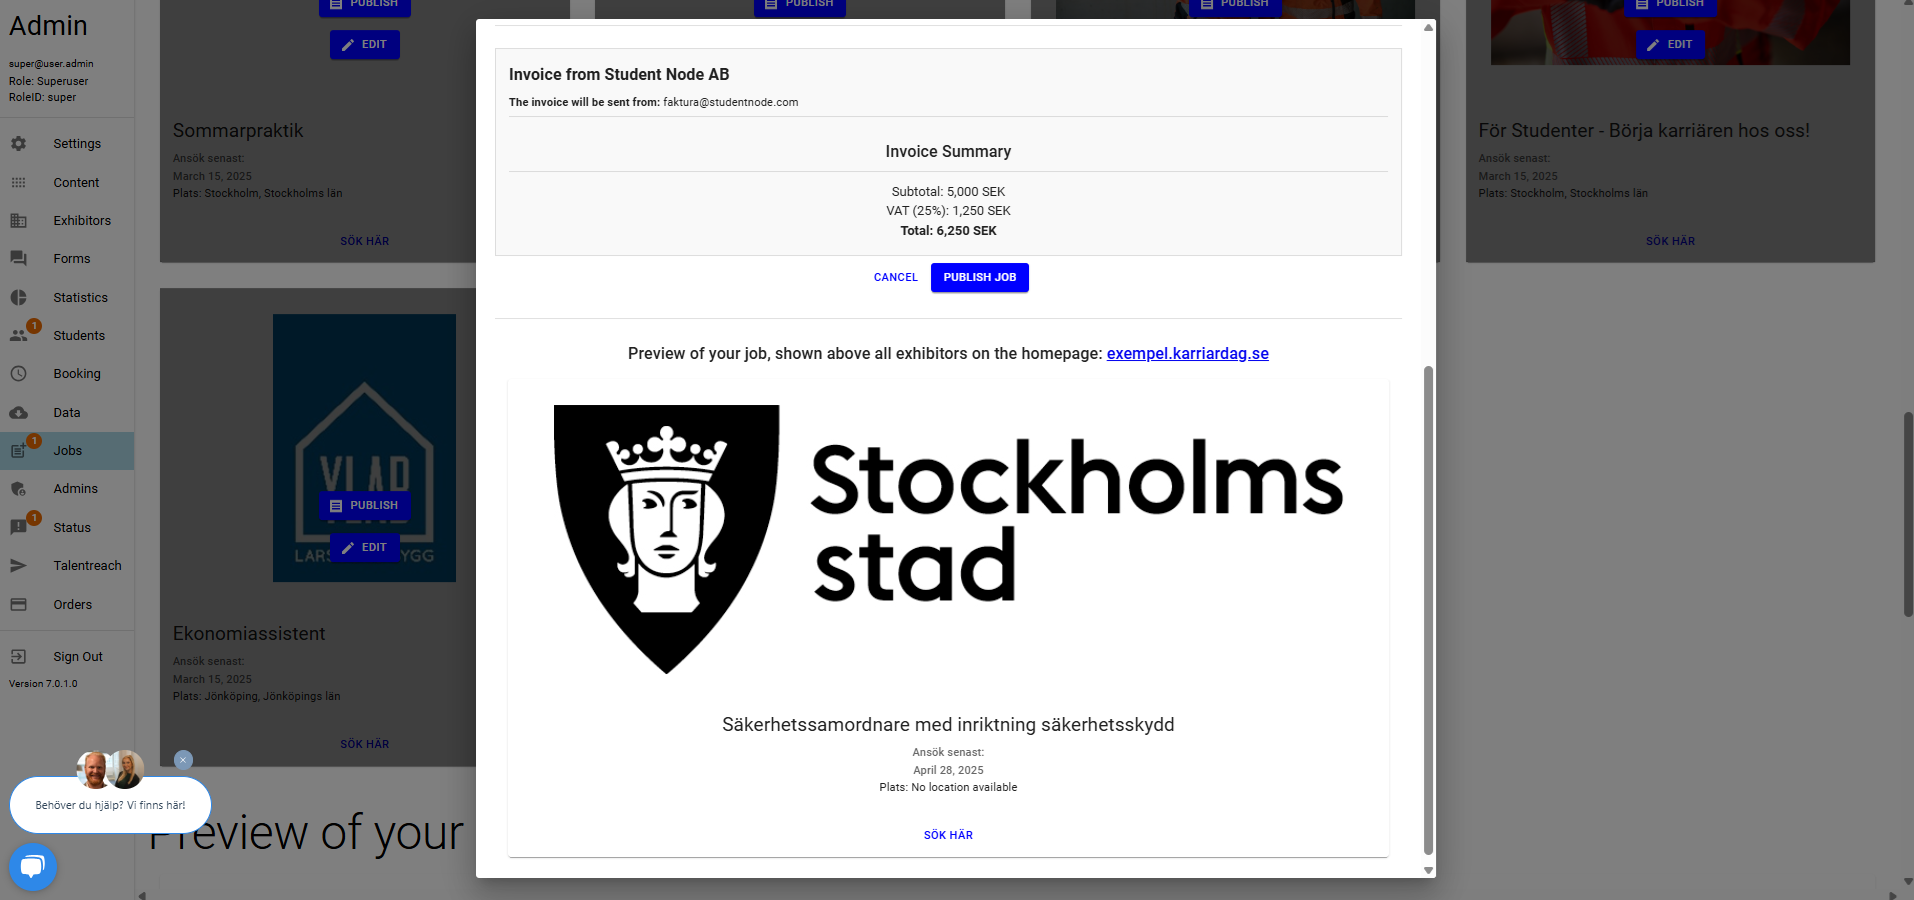 Admin
super@user.admin
Role: Superuser
RoleID: super
Settings
Content
Exhibitors
Forms
Statistics
1
Students
Booking
Data
1
Jobs
Admins
1
Status
Talentreach
Orders
Sign Out
Version 7.0.1.0
Behöver du hjälp? Vi finns här!
PUBLISH
EDIT
Sommarpraktik
Ansök senast:
March 15, 2025
Plats: Stockholm, Stockholms län
SÖK HÄR
PUBLISH
PUBLISH
PUBLISH
EDIT
För Studenter - Börja karriären hos oss!
Ansök senast:
March 15, 2025
Plats: Stockholm, Stockholms län
SÖK HÄR
VLAD
PUBLISH
EDIT
Ekonomiassistent
Ansök senast:
March 15, 2025
Plats: Jönköping, Jönköpings län
SÖK HÄR
Preview of your
Invoice from Student Node AB
The invoice will be sent from: faktura@studentnode.com
Invoice Summary
Subtotal: 5,000 SEK
VAT (25%): 1,250 SEK
Total: 6,250 SEK
CANCEL
PUBLISH JOB
Preview of your job, shown above all exhibitors on the homepage: exempel.karriardag.se
Stockholms
stad
Säkerhetssamordnare med inriktning säkerhetsskydd
Ansök senast:
April 28, 2025
Plats: No location available
SÖK HÄR